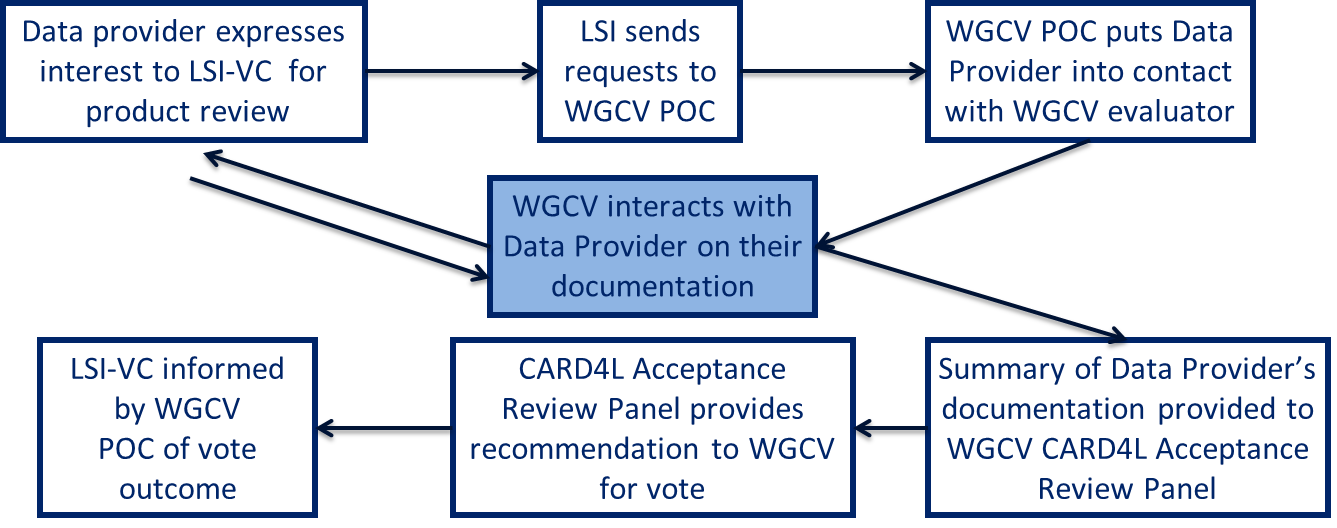 Data provider expresses
interest to LSI-VC for
product review
LSI sends
requests to
WGCV POC
WGCV POC puts Data
Provider into contact
with WGCV evaluator
WGCV interacts with
Data Provider on their
documentation
Summary of Data Provider’s
documentation provided to
WGCV CARD4L Acceptance
Review Panel
CARD4L Acceptance
Review Panel provides
recommendation to WGCV
for vote
LSI-VC informed
by WGCV
POC of vote
outcome